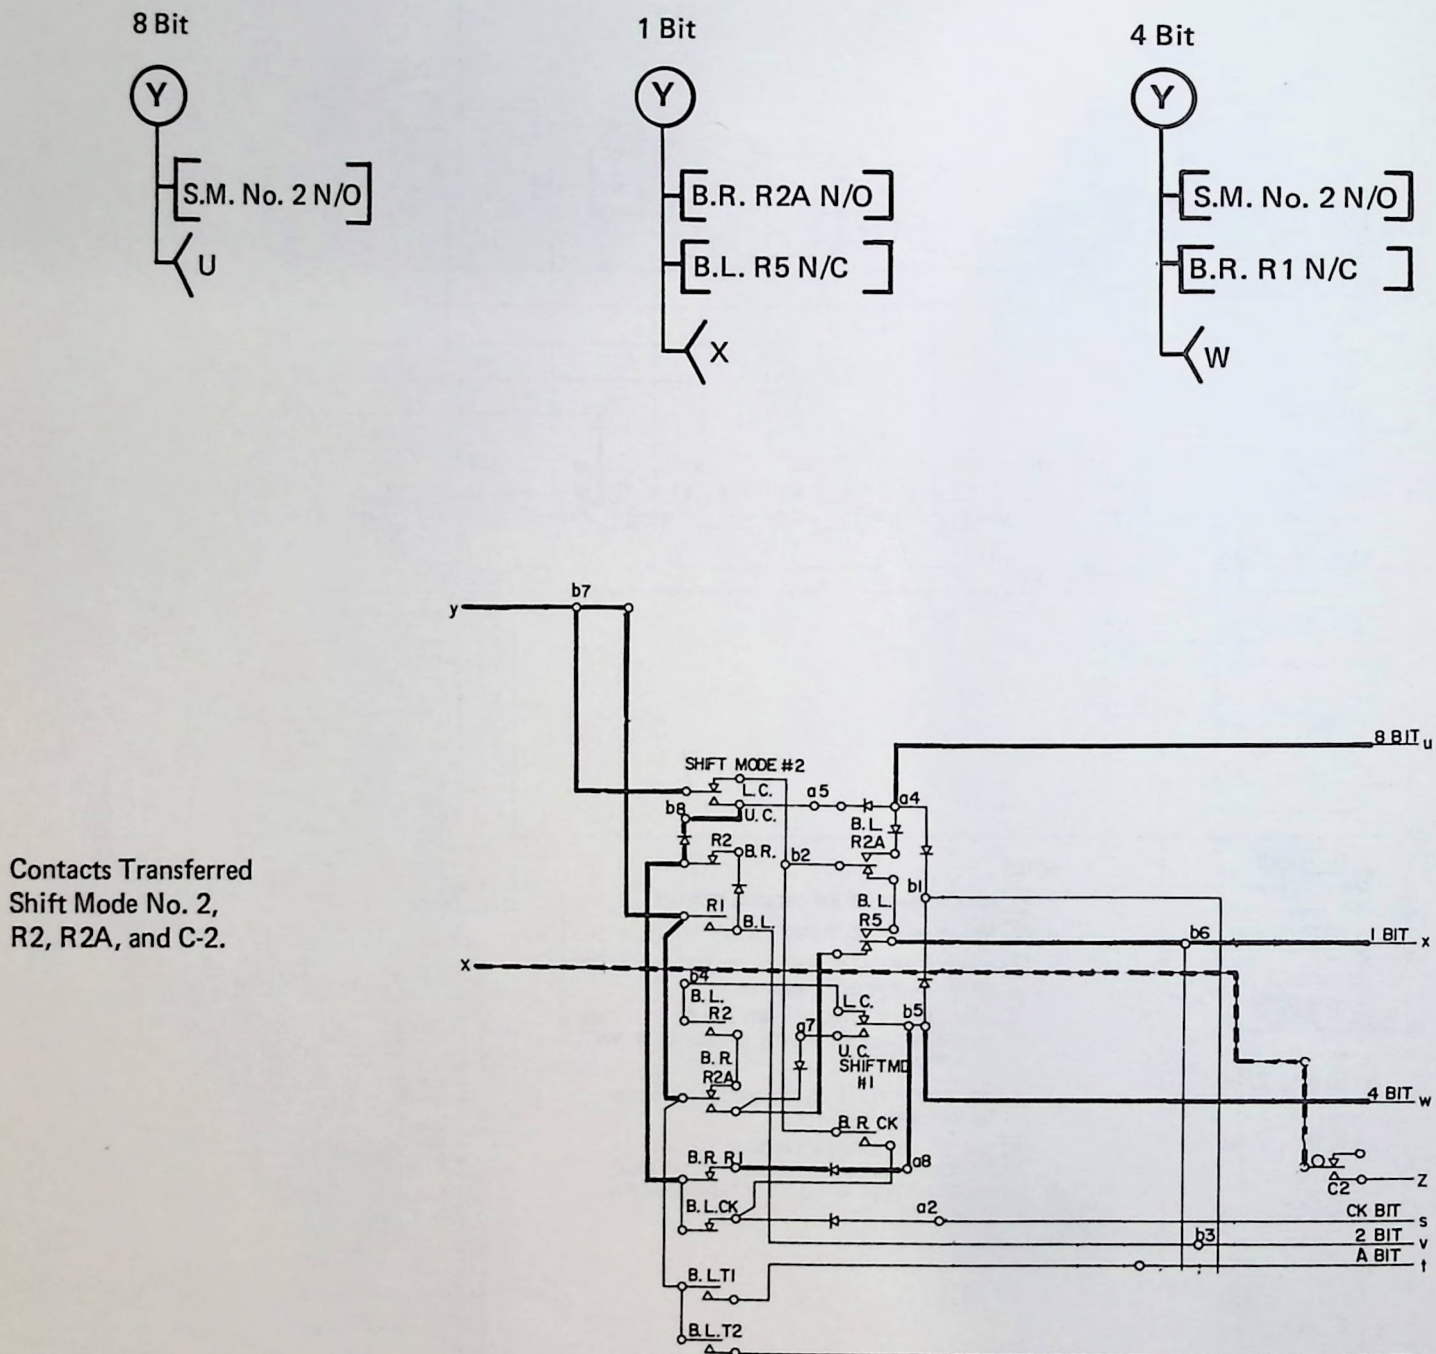 8 Bit
1 Bit
4 Bit
Y
Y
Y
S.M. No. 2 N/O
B.R. R2A N/O
S.M. No. 2 N/O
U
B.L. R5 N/C
B.R. R1 N/C
X
W
b7
y
8 BIT u
SHIFT MODE #2
L.C.
a5
a4
b8
U.C.
B.L.
R2A
R2
B.R.
b2
Contacts Transferred
Shift Mode No. 2,
R2, R2A, and C-2.
b1
B.L.
R1
R5
B.L.
b6
1 BIT x
x
b4
B.L.
L.C.
R2
b5
a7
U.C.
B.R.
SHIFT MD
R2A
#1
4 BIT w
B.R. CK
B.R. R1
a8
O
C2
Z
B.L.CK
a2
CK BIT s
b3
2 BIT v
A BIT t
B.L.T1
B.L.T2